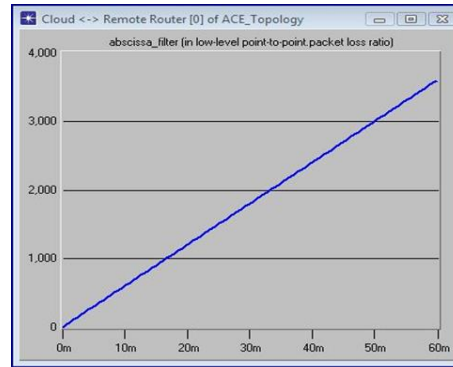 Cloud <-> Remote Router [0] of ACE_Topology
abscissa_filter (in low-level point-to-point.packet loss ratio)
4,000
3,000
2,000
1,000
0
0m 10m 20m 30m 40m 50m 60m